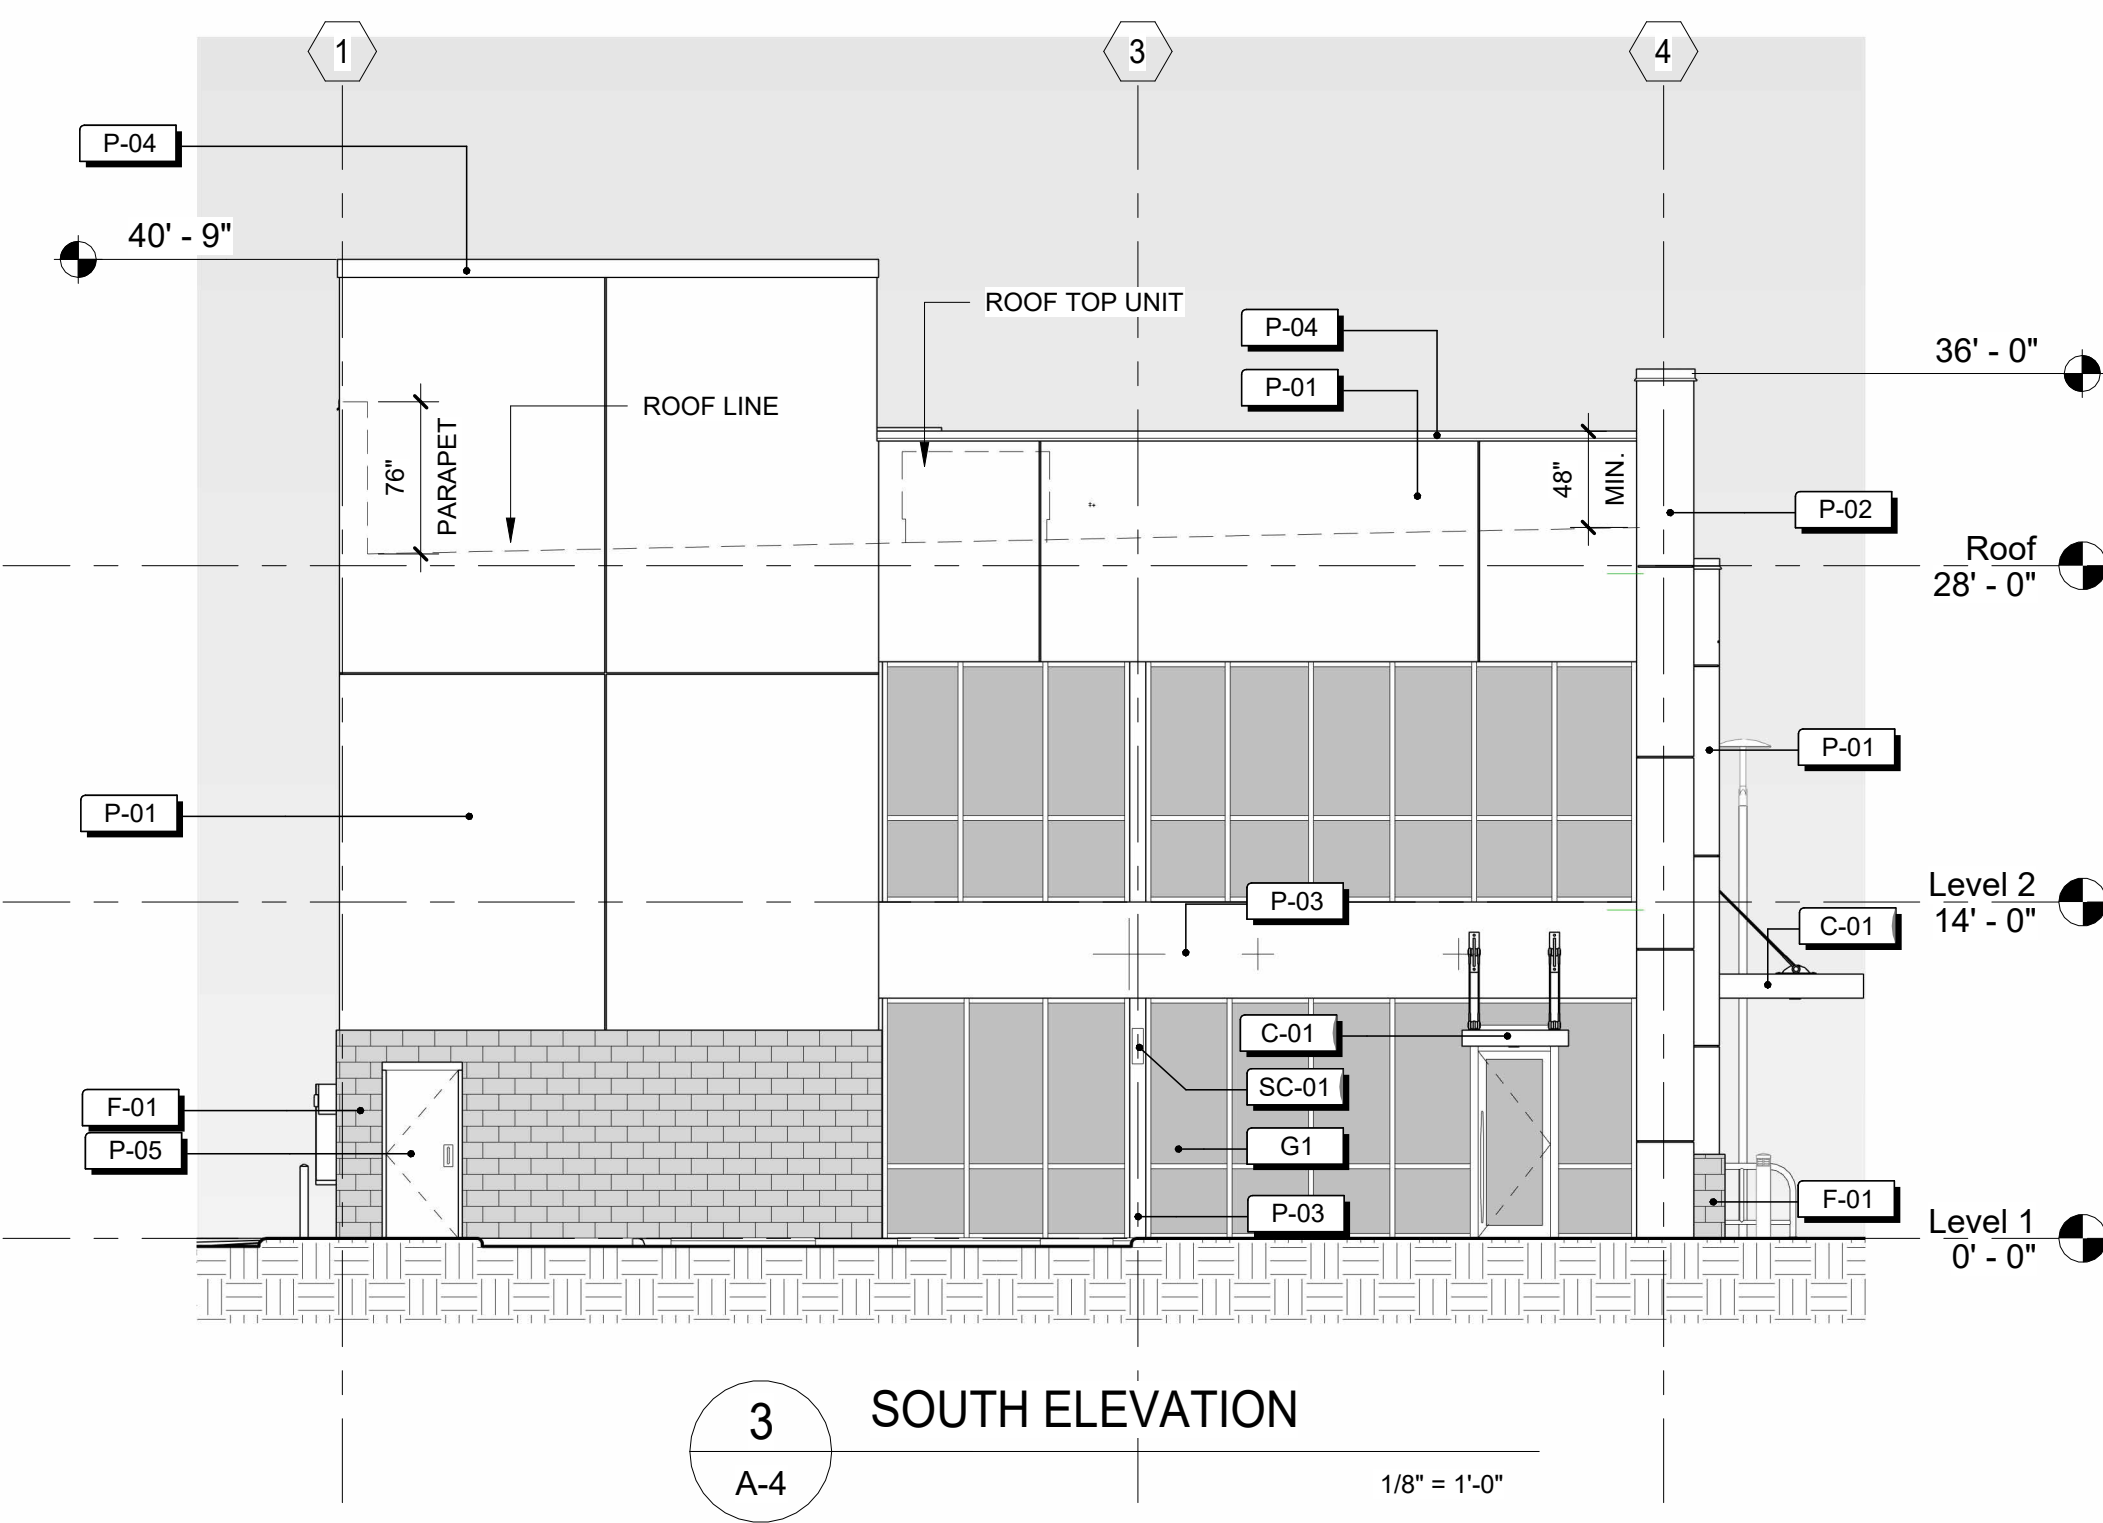 1
3
4
P-04
40' - 9"
ROOF TOP UNIT
P-04
36' - 0"
P-01
ROOF LINE
76"
PARAPET
48"
MIN.
P-02
Roof
28' - 0"
P-01
P-01
Level 2
14' - 0"
P-03
C-01
C-01
SC-01
F-01
G1
P-05
P-03
F-01
Level 1
0' - 0"
3
SOUTH ELEVATION
A-4
1/8" = 1'-0"